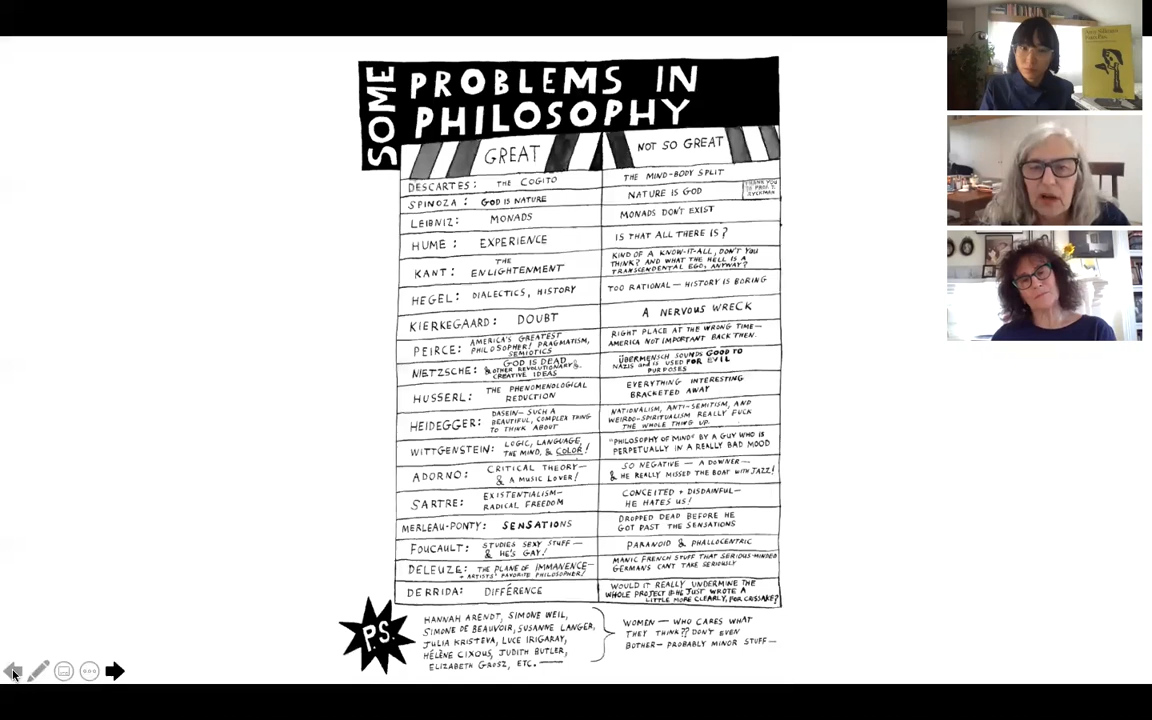 SOME
PROBLEMS IN
PHILOSOPHY
GREAT
NOT SO GREAT
DESCARTES: THE COGITO
THE MIND-BODY SPLIT
SPINOZA: GOD IS NATURE
NATURE IS GOD
THANK YOU
TO PROF. T.
RYCKMAN
LEIBNIZ: MONADS
MONADS DON'T EXIST
HUME: EXPERIENCE
IS THAT ALL THERE IS?
KANT: THE
ENLIGHTENMENT
KIND OF A KNOW-IT-ALL, DON'T YOU
THINK? AND WHAT THE HELL IS A
TRANSCENDENTAL EGO, ANYWAY?
HEGEL: DIALECTICS, HISTORY
TOO RATIONAL — HISTORY IS BORING
KIERKEGAARD: DOUBT
A NERVOUS WRECK
PEIRCE: AMERICA'S GREATEST
PHILOSOPHER! PRAGMATISM,
SEMIOTICS
RIGHT PLACE AT THE WRONG TIME—
AMERICA NOT IMPORTANT BACK THEN.
NIETZSCHE: GOD IS DEAD
& OTHER REVOLUTIONARY &
CREATIVE IDEAS
ÜBERMENSCH SOUNDS GOOD TO
NAZIS and IS USED FOR EVIL
PURPOSES
HUSSERL: THE PHENOMENOLOGICAL
REDUCTION
EVERYTHING INTERESTING
BRACKETED AWAY
HEIDEGGER: DASEIN— SUCH A
BEAUTIFUL, COMPLEX THING
TO THINK ABOUT
NATIONALISM, ANTI-SEMITISM, AND
WEIRDO-SPIRITUALISM REALLY FUCK
THE WHOLE THING UP.
WITTGENSTEIN: LOGIC, LANGUAGE,
THE MIND, & COLOR!
"PHILOSOPHY OF MIND" BY A GUY WHO IS
PERPETUALLY IN A REALLY BAD MOOD
ADORNO: CRITICAL THEORY—
& A MUSIC LOVER!
SO NEGATIVE — A DOWNER—
& HE REALLY MISSED THE BOAT WITH JAZZ!
SARTRE: EXISTENTIALISM—
RADICAL FREEDOM
CONCEITED + DISDAINFUL—
HE HATES US!
MERLEAU-PONTY: SENSATIONS
DROPPED DEAD BEFORE HE
GOT PAST THE SENSATIONS
FOUCAULT: STUDIES SEXY STUFF—
& HE'S GAY!
PARANOID & PHALLOCENTRIC
DELEUZE: THE PLANE OF IMMANENCE—
+ ARTISTS' FAVORITE PHILOSOPHER!
MANIC FRENCH STUFF THAT SERIOUS-MINDED
GERMANS CAN'T TAKE SERIOUSLY
DERRIDA: DIFFÉRENCE
WOULD IT REALLY UNDERMINE THE
WHOLE PROJECT IF HE JUST WROTE A
LITTLE MORE CLEARLY, FOR CRISSAKE?
P.S.
HANNAH ARENDT, SIMONE WEIL,
SIMONE DE BEAUVOIR, SUSANNE LANGER,
JULIA KRISTEVA, LUCE IRIGARAY,
HÉLÈNE CIXOUS, JUDITH BUTLER,
ELIZABETH GROSZ, ETC. —
WOMEN — WHO CARES WHAT
THEY THINK?? DON'T EVEN
BOTHER— PROBABLY MINOR STUFF—
Amy Sillman
Faux Pas